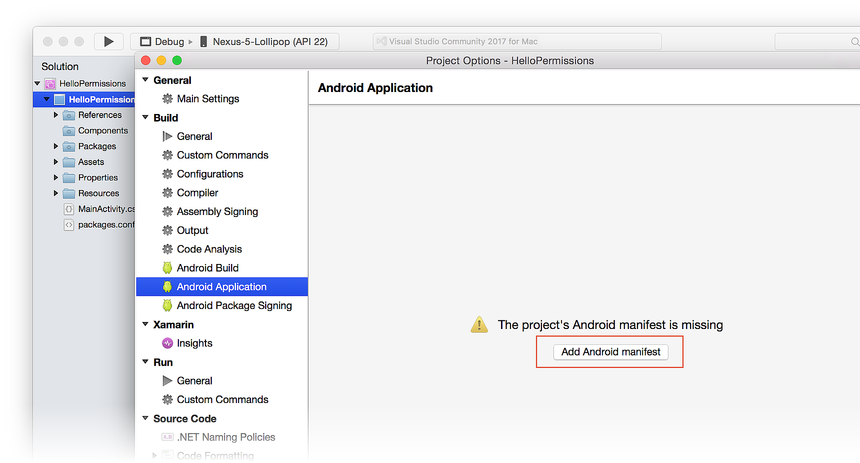 Debug
Nexus-5-Lollipop (API 22)
Visual Studio Community 2017 for Mac
Solution
HelloPermissions
HelloPermission
References
Components
Packages
Assets
Properties
Resources
MainActivity.cs
packages.conf
Project Options - HelloPermissions
General
Main Settings
Build
General
Custom Commands
Configurations
Compiler
Assembly Signing
Output
Code Analysis
Android Build
Android Application
Android Package Signing
Xamarin
Insights
Run
General
Custom Commands
Source Code
.NET Naming Policies
Code Formatting
Android Application
The project's Android manifest is missing
Add Android manifest